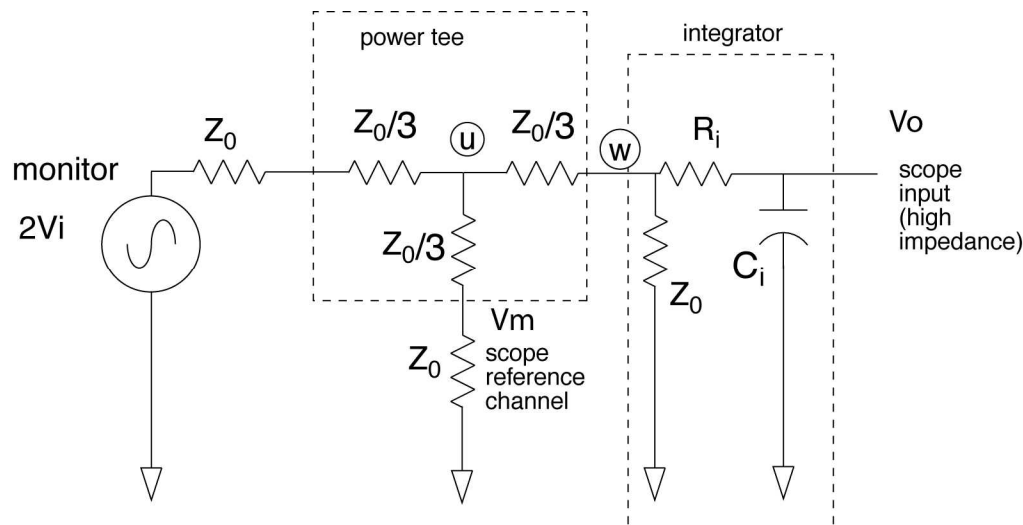 power tee
integrator
Z₀
Z₀/3
u
Z₀/3
w
Rᵢ
Vo
monitor
2Vi
scope
input
(high
impedance)
Z₀/3
Cᵢ
Z₀
Vm
Z₀
scope
reference
channel